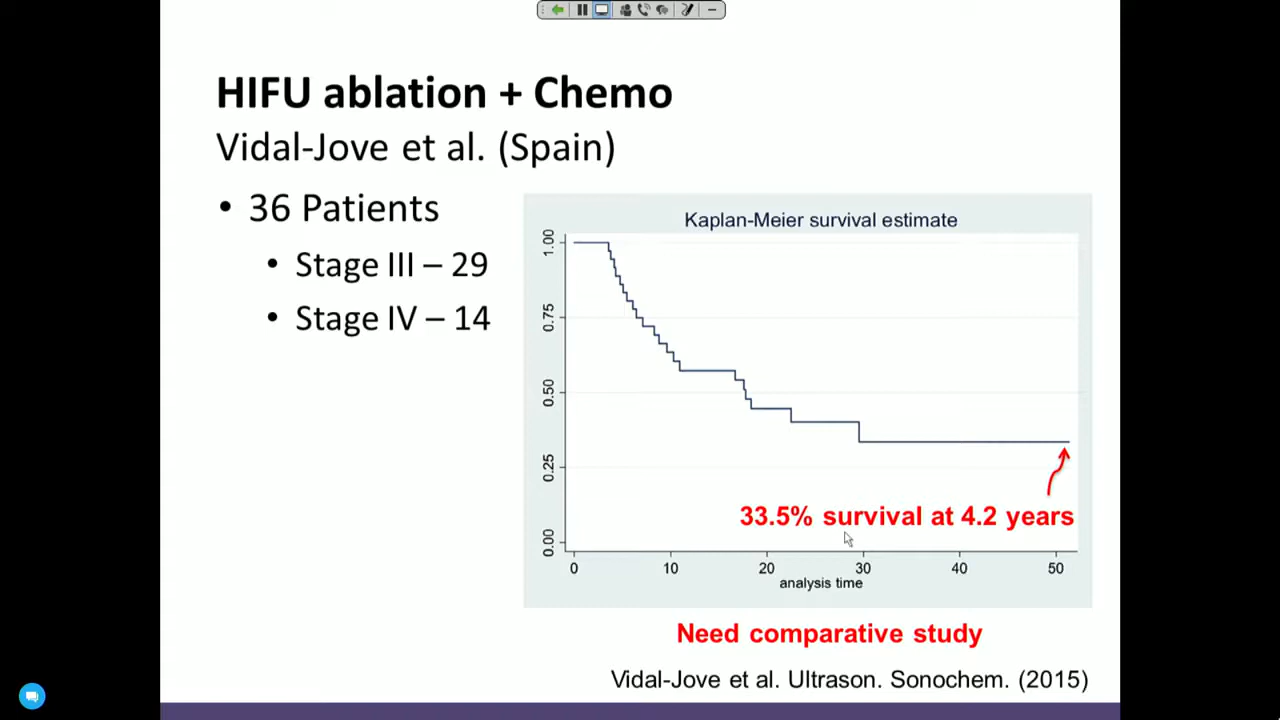 HIFU ablation + Chemo
Vidal-Jove et al. (Spain)
• 36 Patients
• Stage III – 29
• Stage IV – 14
Kaplan-Meier survival estimate
1.00
0.75
0.50
0.25
0.00
33.5% survival at 4.2 years
0 10 20 30 40 50
analysis time
Need comparative study
Vidal-Jove et al. Ultrason. Sonochem. (2015)